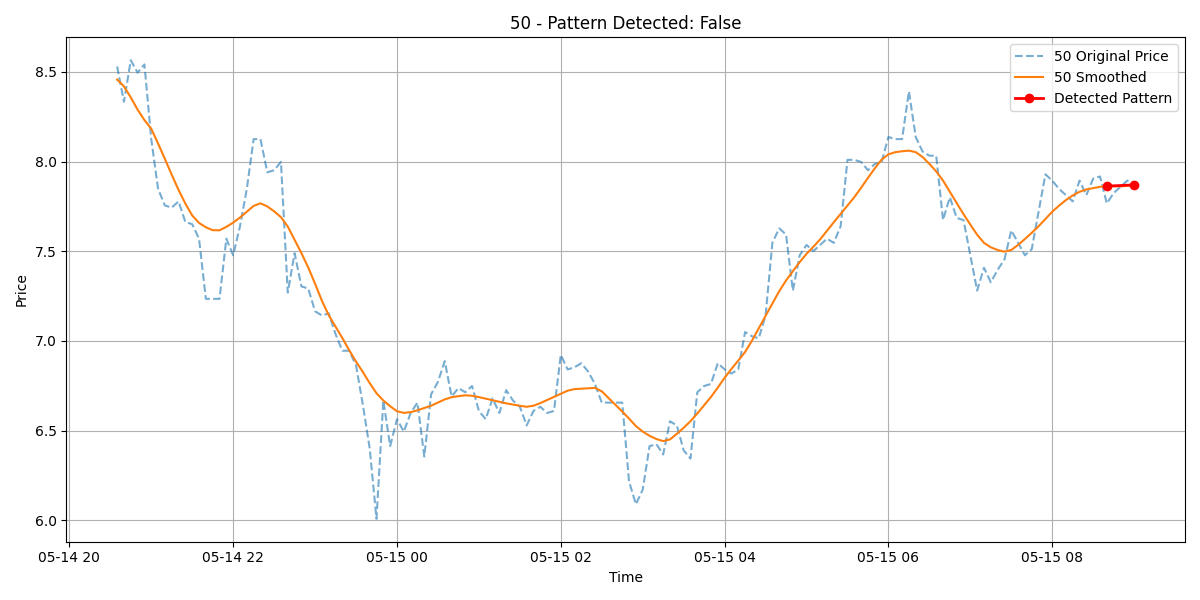 50 - Pattern Detected: False
50 Original Price
50 Smoothed
Detected Pattern
Price
8.5
8.0
7.5
7.0
6.5
6.0
05-14 20
05-14 22
05-15 00
05-15 02
05-15 04
05-15 06
05-15 08
Time